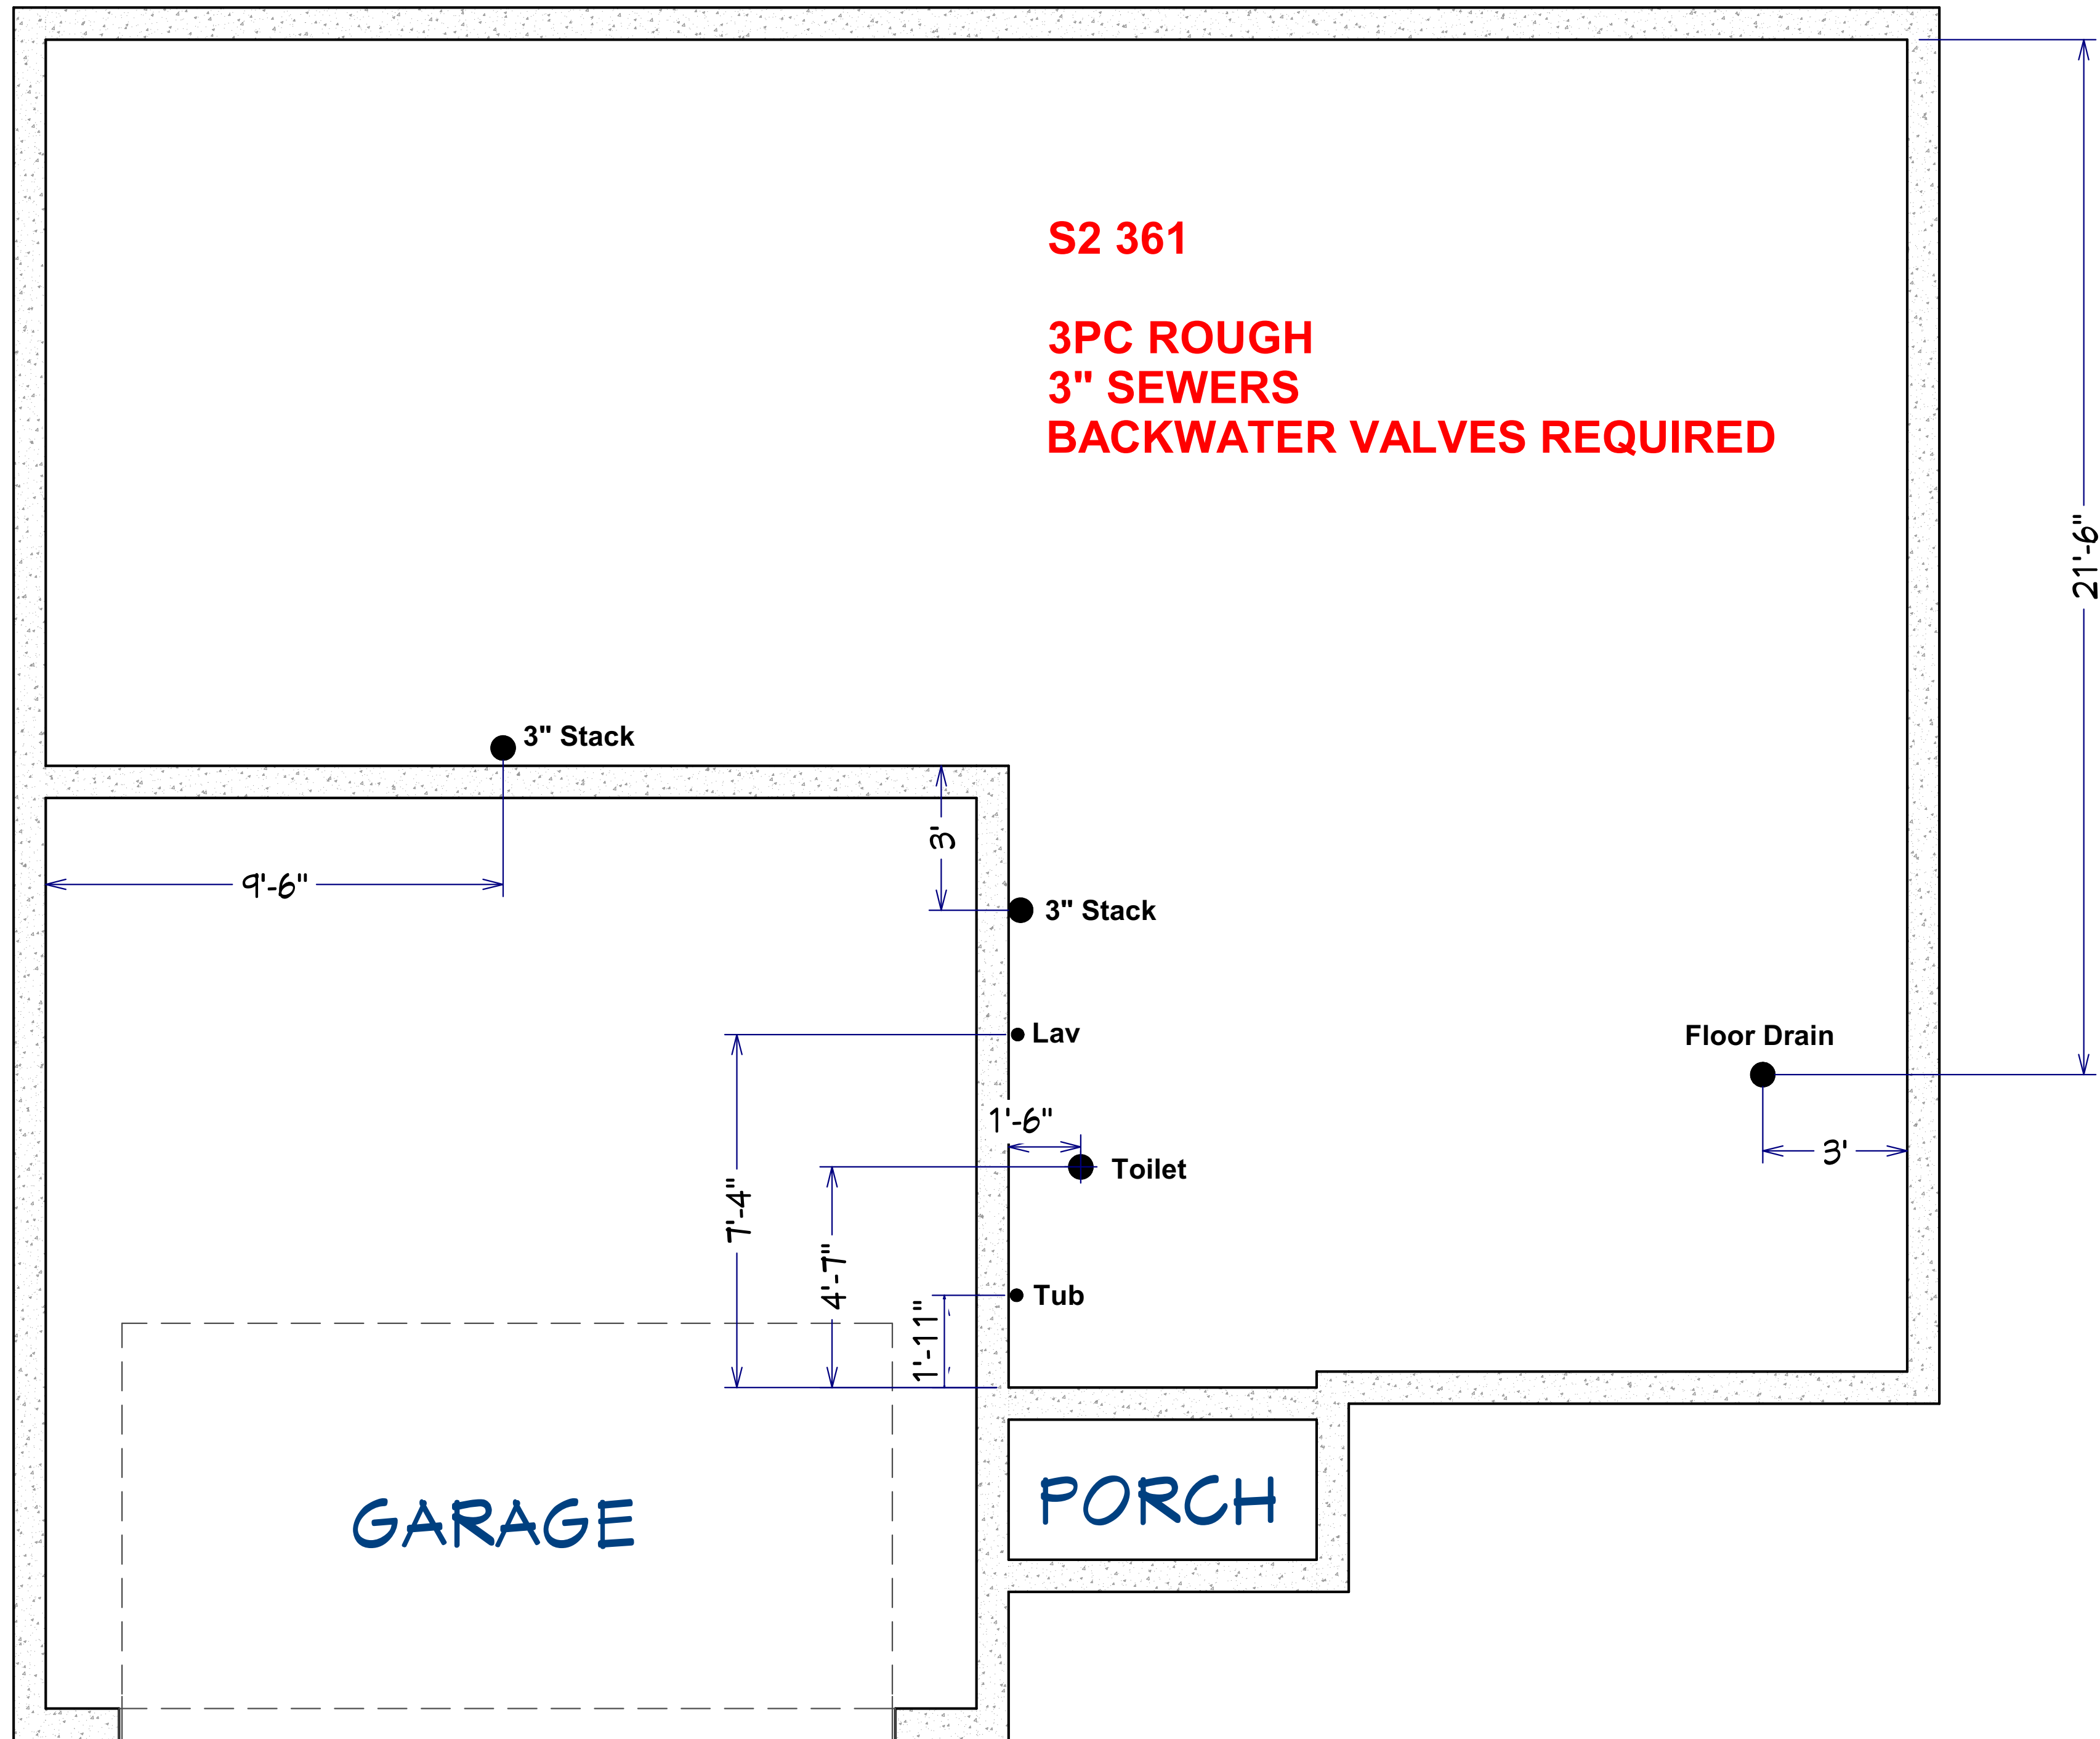 S2 361
3PC ROUGH
3" SEWERS
BACKWATER VALVES REQUIRED
21'-6"
3" Stack
3'
9'-6"
3" Stack
Lav
Floor Drain
1'-6"
3'
Toilet
7'-4"
4'-7"
Tub
1'-11"
PORCH
GARAGE